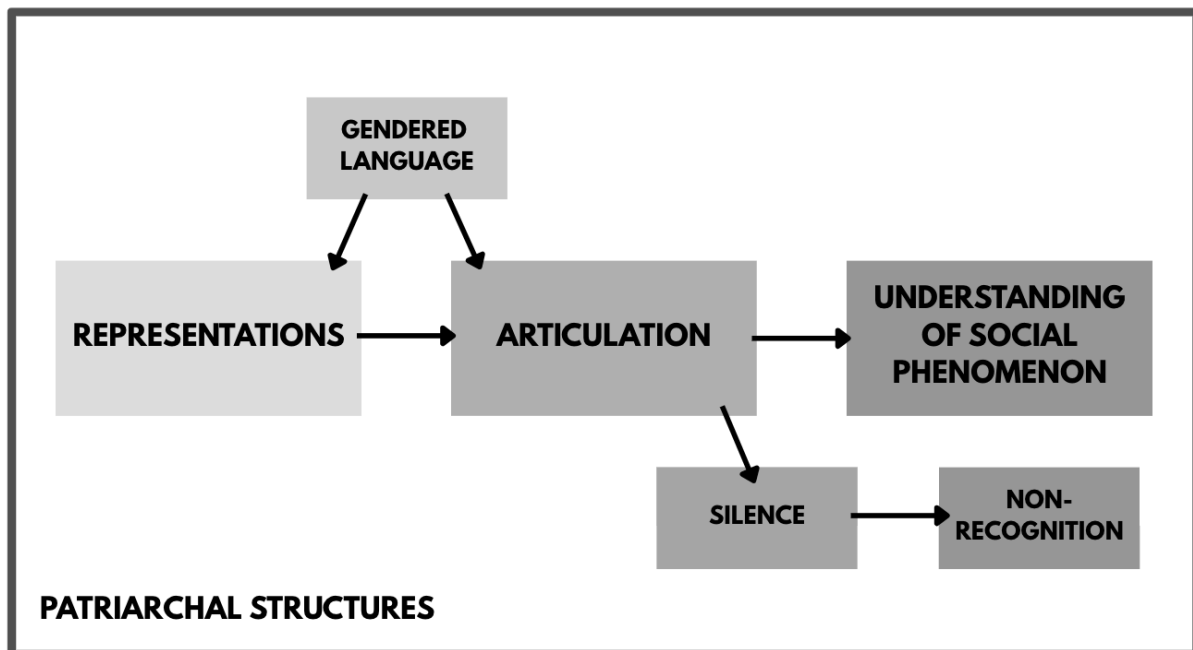 GENDERED
LANGUAGE
REPRESENTATIONS
ARTICULATION
UNDERSTANDING
OF SOCIAL
PHENOMENON
SILENCE
NON-
RECOGNITION
PATRIARCHAL STRUCTURES